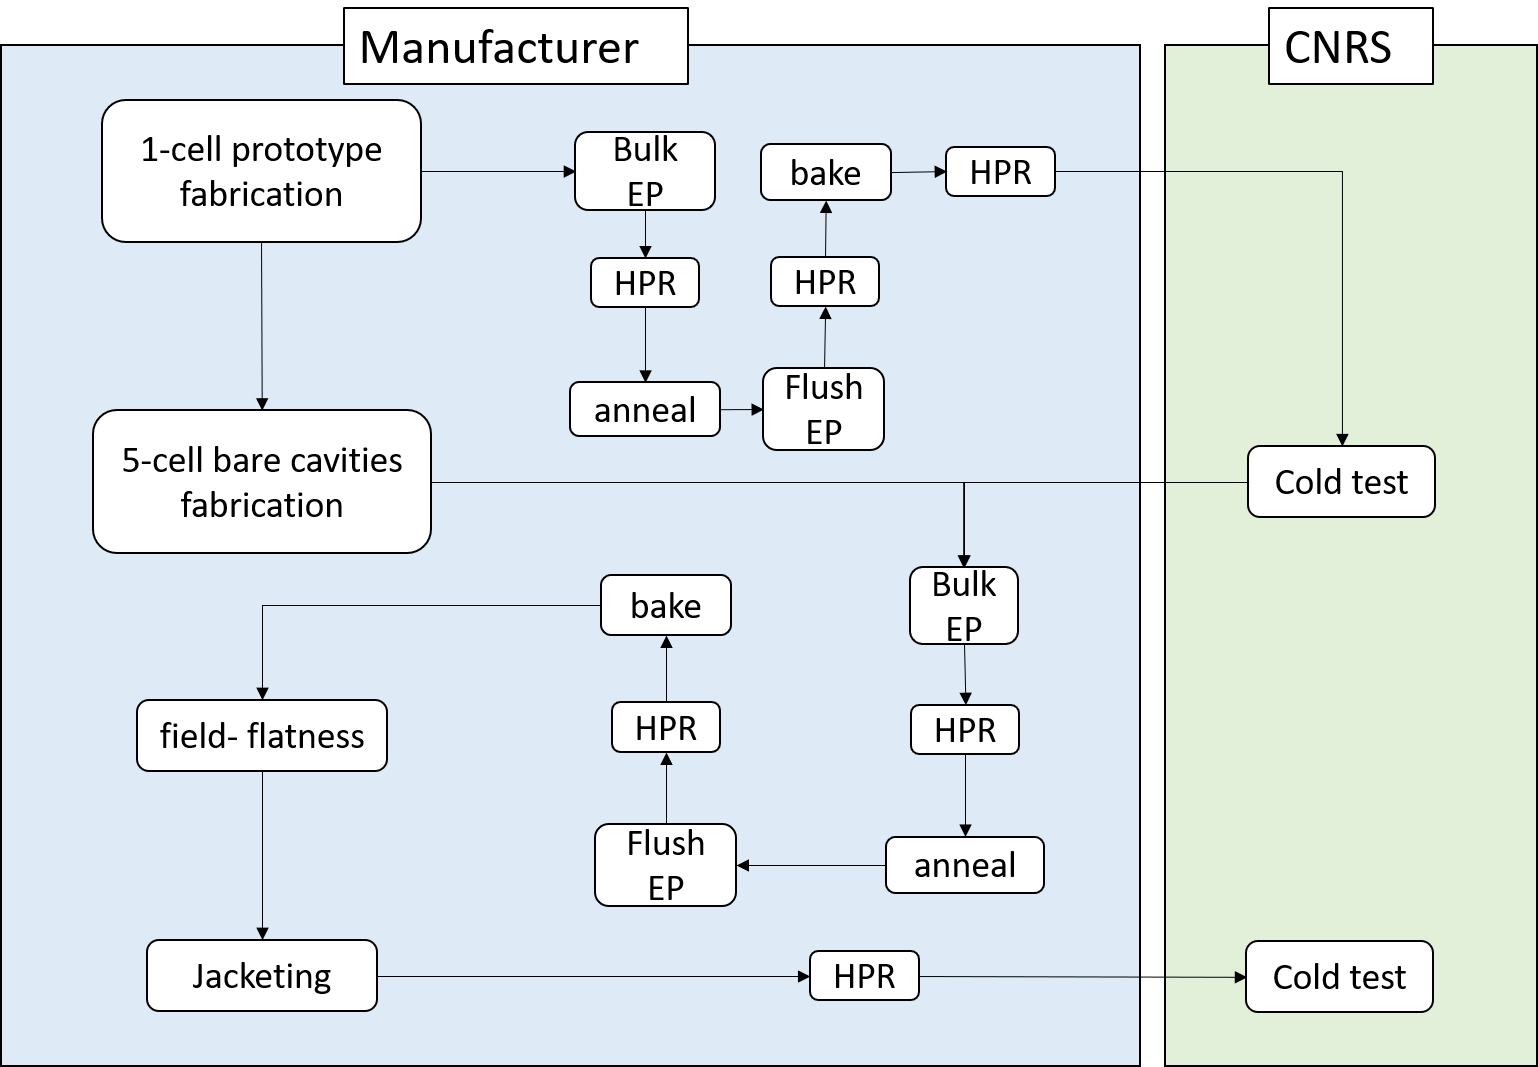 Manufacturer
CNRS
1-cell prototype
fabrication
Bulk
EP
bake
HPR
HPR
HPR
anneal
Flush
EP
5-cell bare cavities
fabrication
Cold test
bake
Bulk
EP
field- flatness
HPR
HPR
Flush
EP
anneal
Jacketing
HPR
Cold test